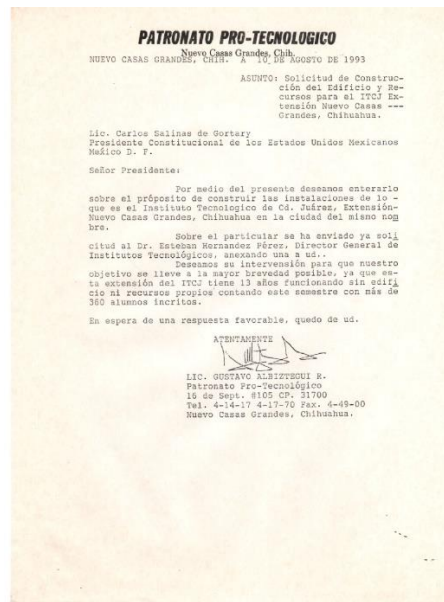 PATRONATO PRO-TECNOLOGICO
Nuevo Casas Grandes, Chih.
NUEVO CASAS GRANDES, CHIH. A 10 DE AGOSTO DE 1993
ASUNTO: Solicitud de Construc-
ción del Edificio y Re-
cursos para el ITCJ Ex-
tensión Nuevo Casas ---
Grandes, Chihuahua.
Lic. Carlos Salinas de Gortary
Presidente Constitucional de los Estados Unidos Mexicanos
México D. F.
Señor Presidente:
Por medio del presente deseamos enterarlo
sobre el próposito de construir las instalaciones de lo -
que es el Instituto Tecnologico de Cd. Juárez, Extensión-
Nuevo Casas Grandes, Chihuahua en la ciudad del mismo nom
bre.
Sobre el particular se ha enviado ya soli
citud al Dr. Esteban Hernandez Pérez, Director General de
Institutos Tecnológicos, anexando una a ud..
Deseamos su intervensión para que nuestro
objetivo se lleve a la mayor brevedad posible, ya que es-
ta extensión del ITCJ tiene 13 años funcionando sin edifi
cio ni recursos propios contando este semestre con más de
360 alumnos incritos.
En espera de una respuesta favorable, quedo de ud.
ATENTAMENTE
LIC. GUSTAVO ALBIZTEGUI R.
Patronato Pro-Tecnológico
16 de Sept. #105 CP. 31700
Tel. 4-14-17 4-17-70 Fax. 4-49-00
Nuevo Casas Grandes, Chihuahua.